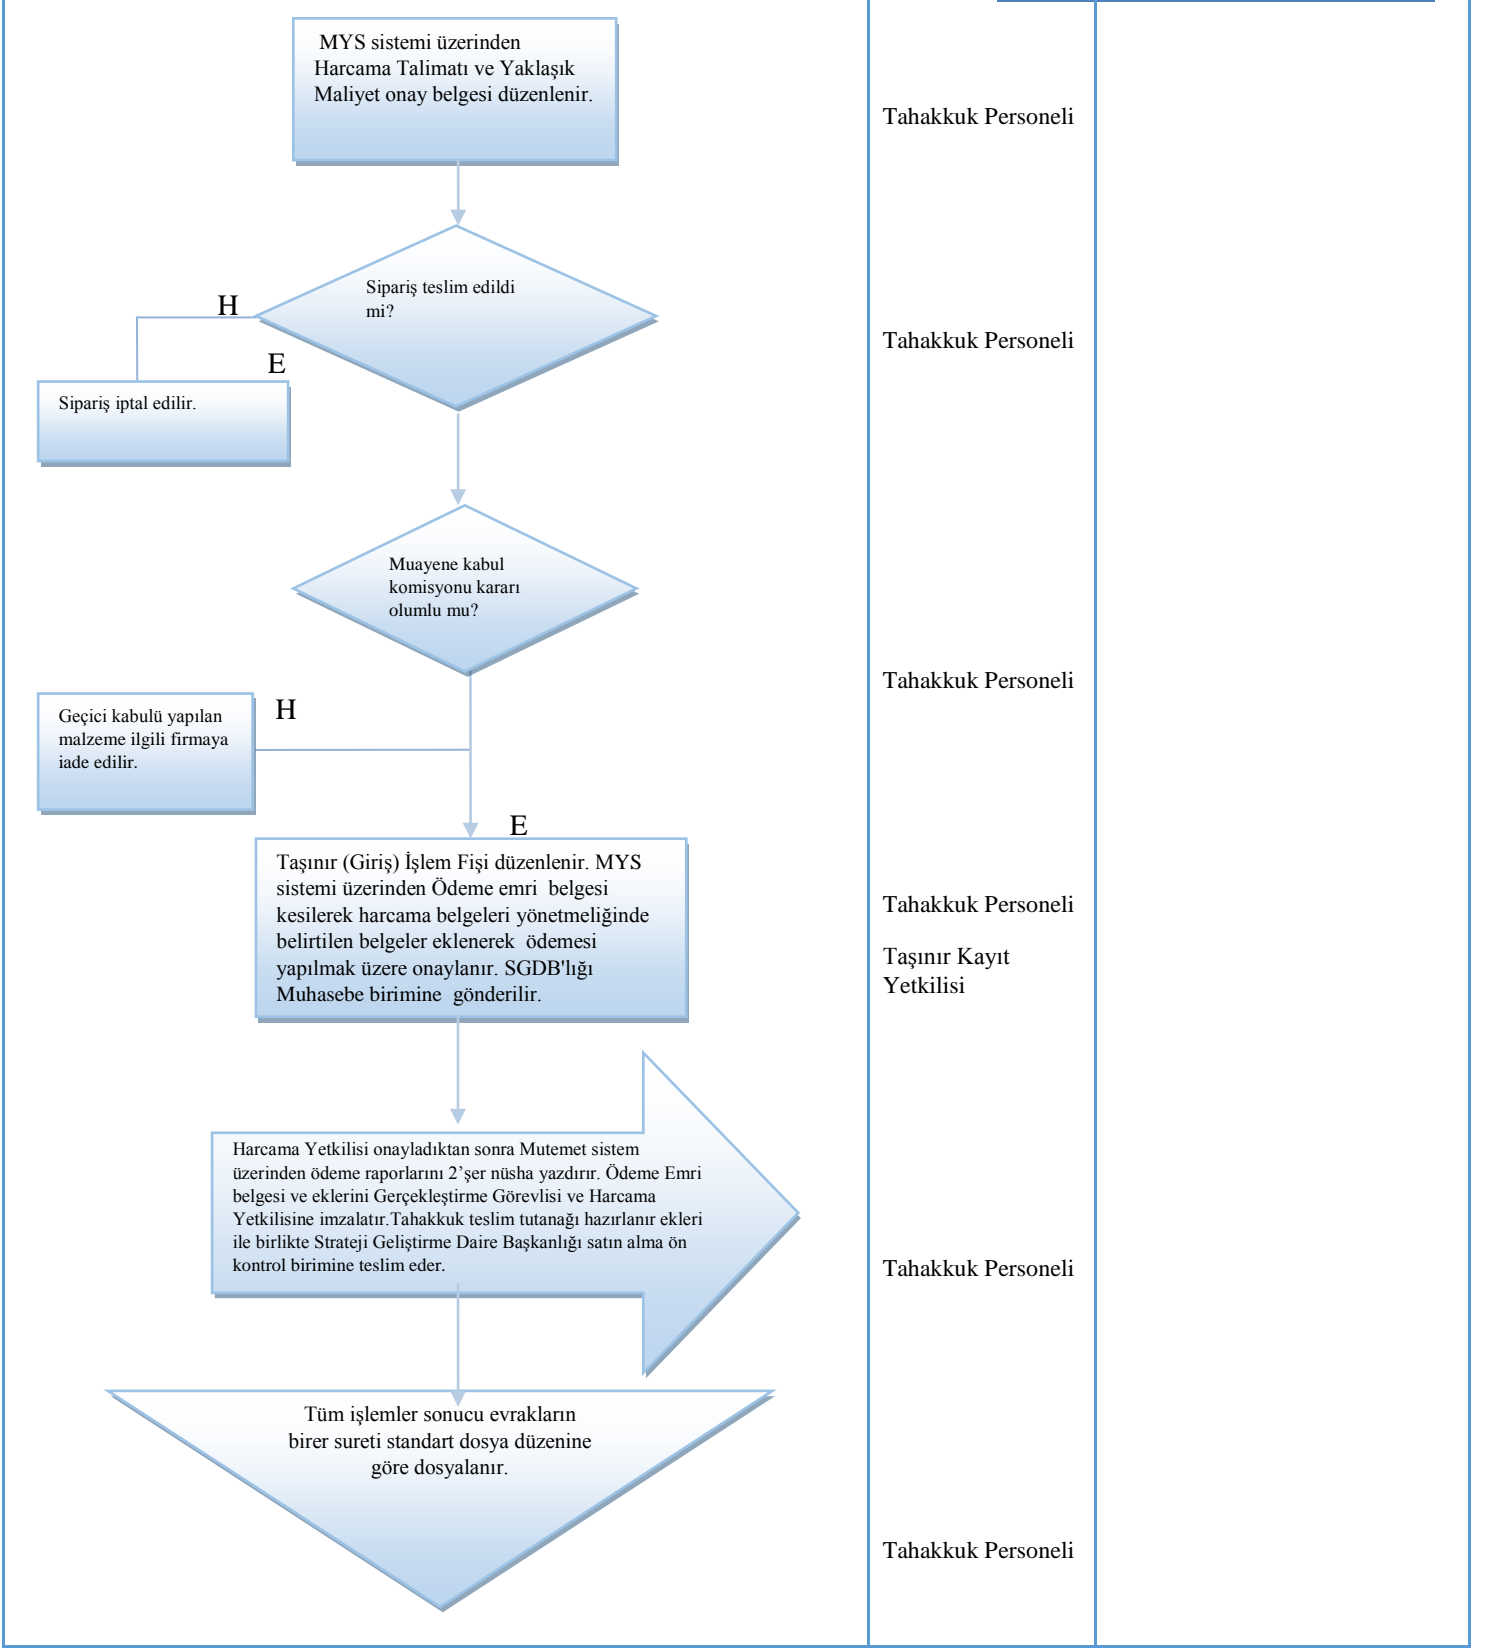 MYS sistemi üzerinden
Harcama Talimatı ve Yaklaşık
Maliyet onay belgesi düzenlenir.
Tahakkuk Personeli
Sipariş teslim edildi
mi?
H
Tahakkuk Personeli
E
Sipariş iptal edilir.
Muayene kabul
komisyonu kararı
olumlu mu?
Tahakkuk Personeli
H
Geçici kabulü yapılan
malzeme ilgili firmaya
iade edilir.
E
Taşınır (Giriş) İşlem Fişi düzenlenir. MYS
sistemi üzerinden Ödeme emri  belgesi
kesilerek harcama belgeleri yönetmeliğinde
belirtilen belgeler eklenerek  ödemesi
yapılmak üzere onaylanır. SGDB'lığı
Muhasebe birimine  gönderilir.
Tahakkuk Personeli
Taşınır Kayıt
Yetkilisi
Harcama Yetkilisi onayladıktan sonra Mutemet sistem
üzerinden ödeme raporlarını 2’şer nüsha yazdırır. Ödeme Emri
belgesi ve eklerini Gerçekleştirme Görevlisi ve Harcama
Yetkilisine imzalatır.Tahakkuk teslim tutanağı hazırlanır ekleri
ile birlikte Strateji Geliştirme Daire Başkanlığı satın alma ön
kontrol birimine teslim eder.
Tahakkuk Personeli
Tüm işlemler sonucu evrakların
birer sureti standart dosya düzenine
göre dosyalanır.
Tahakkuk Personeli